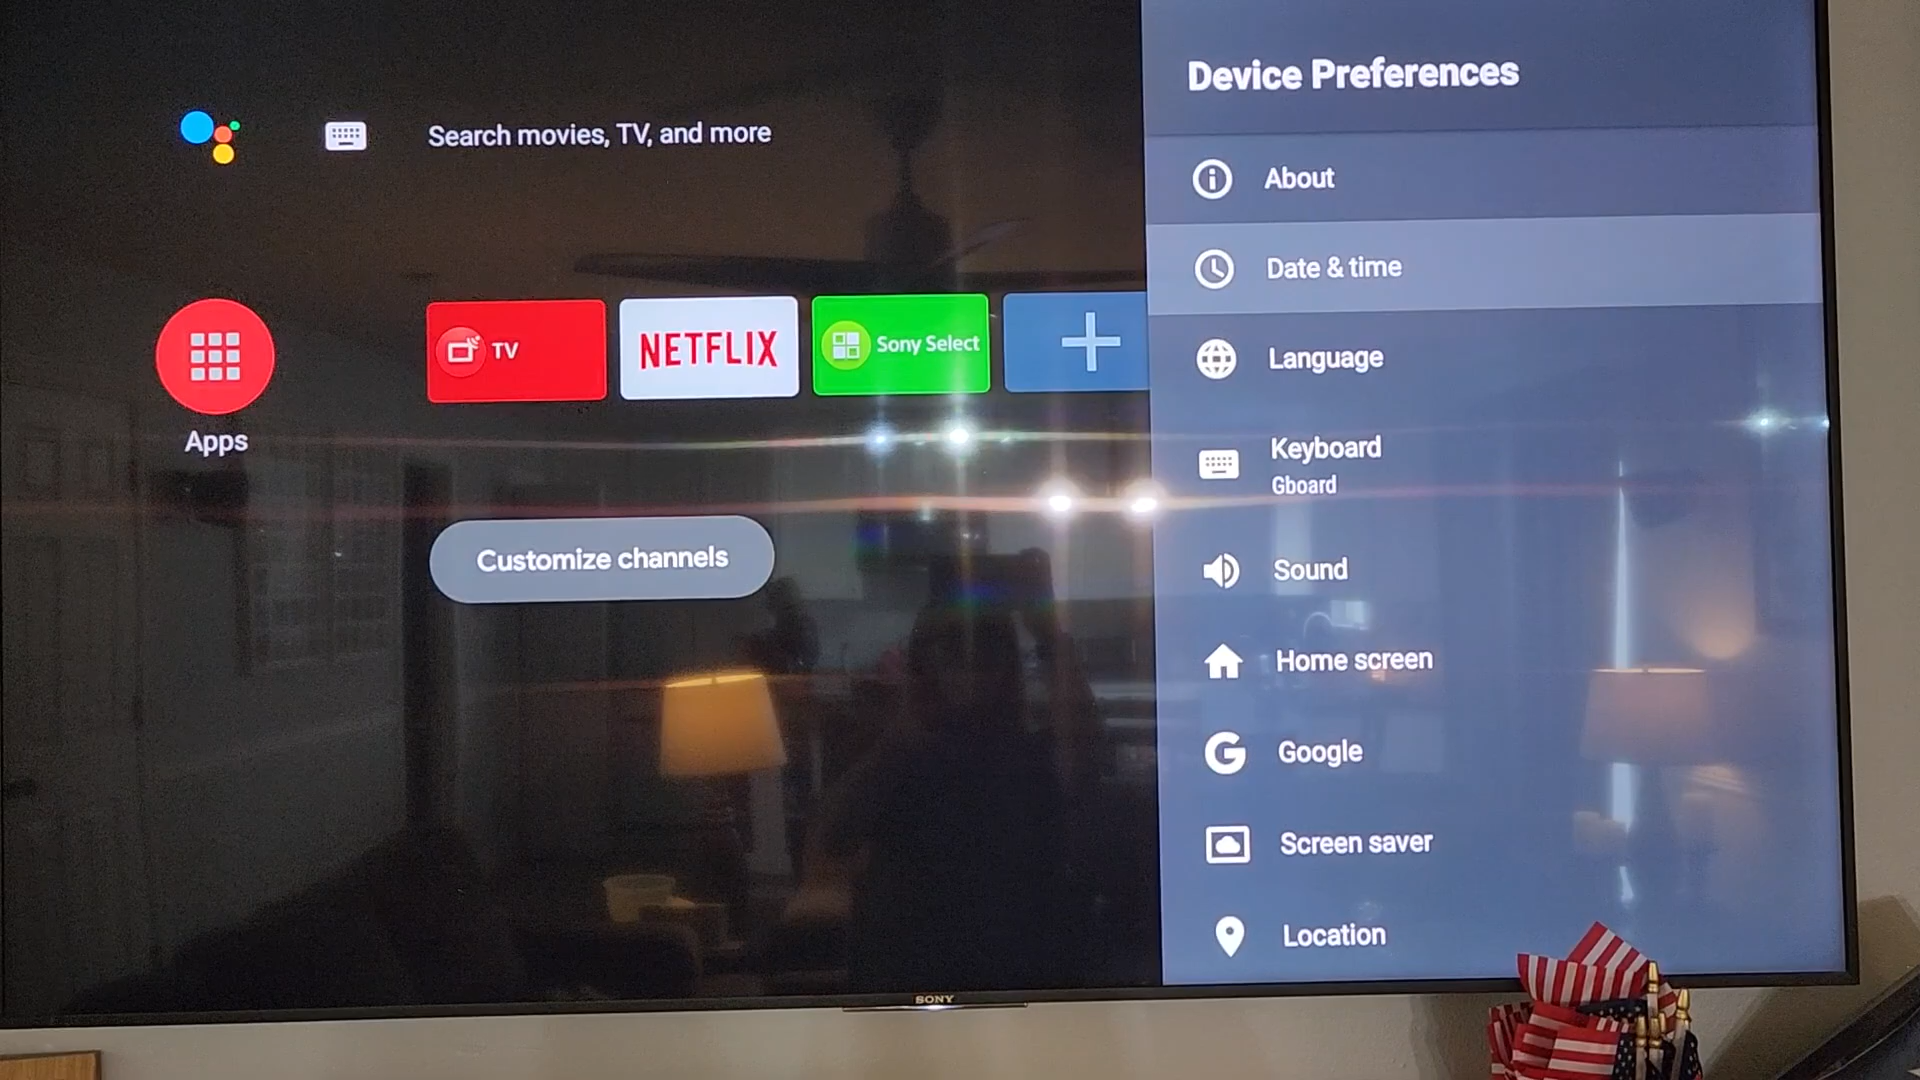 Search movies, TV, and more
TV
NETFLIX
Sony Select
Apps
Customize channels
Device Preferences
About
Date & time
Language
Keyboard
Gboard
Sound
Home screen
Google
Screen saver
Location
SONY